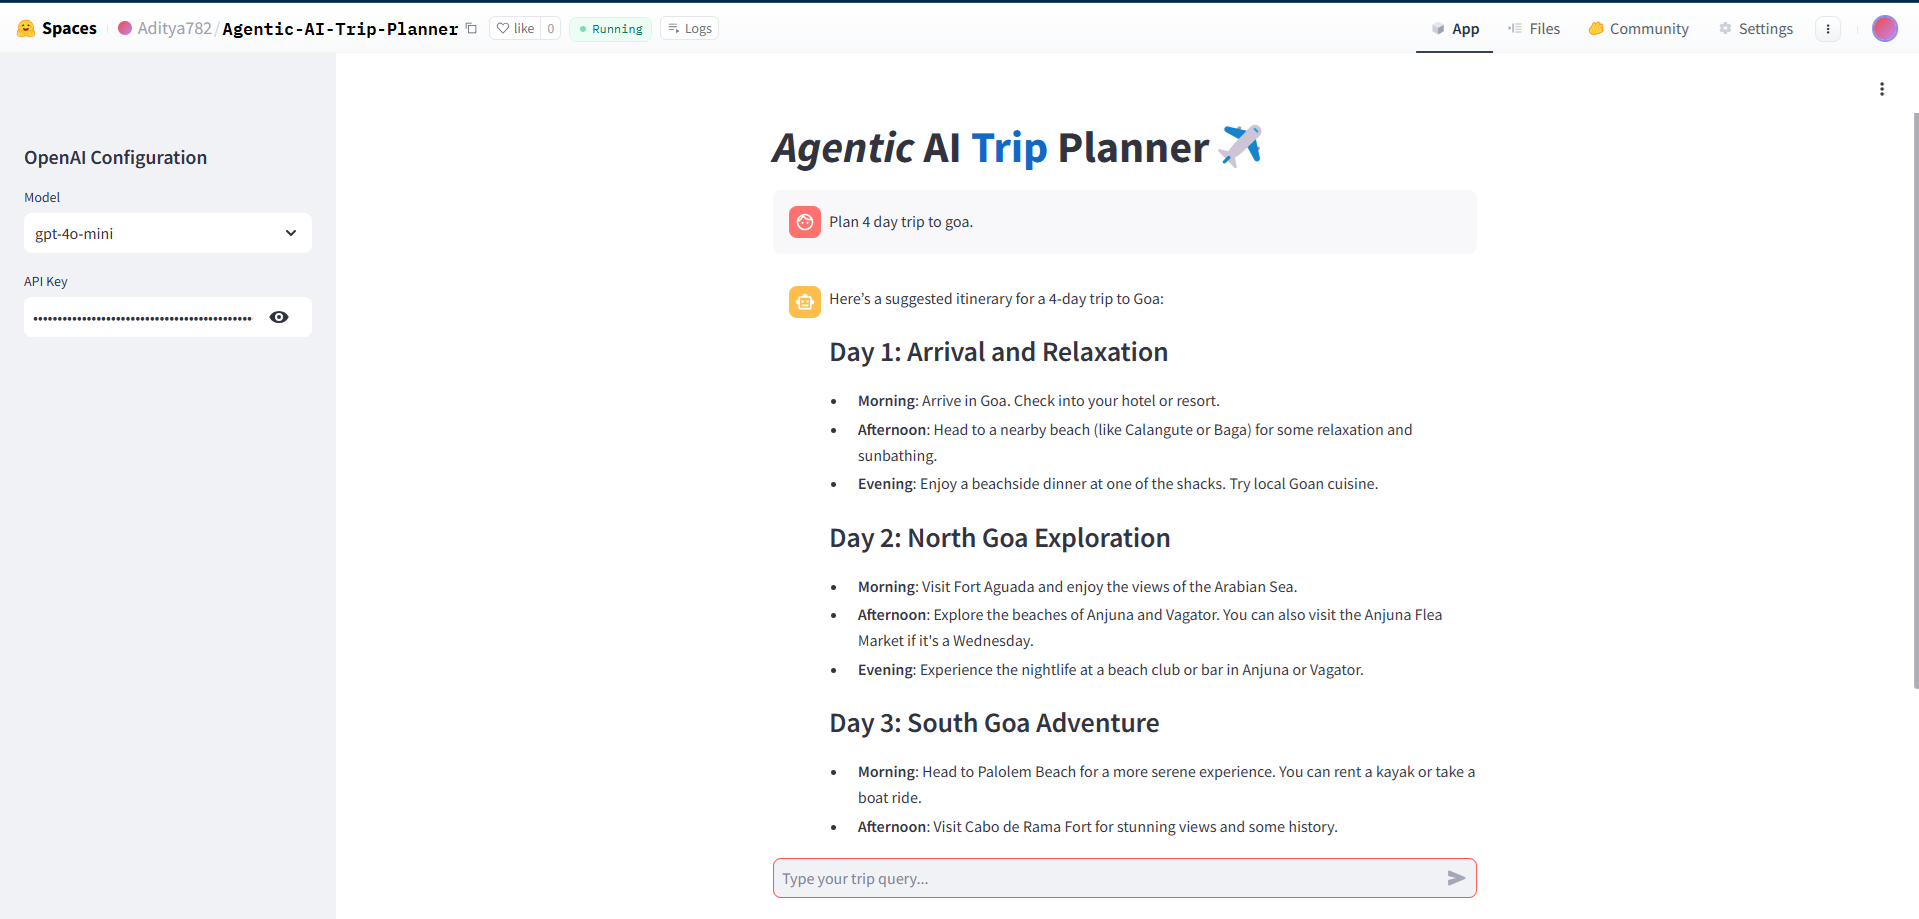 Spaces Aditya782/Agentic-AI-Trip-Planner like 0 Running Logs App Files Community Settings
OpenAI Configuration
Model
gpt-4o-mini
API Key
Agentic AI Trip Planner
Plan 4 day trip to goa.
Here’s a suggested itinerary for a 4-day trip to Goa:
Day 1: Arrival and Relaxation
• Morning: Arrive in Goa. Check into your hotel or resort.
• Afternoon: Head to a nearby beach (like Calangute or Baga) for some relaxation and
sunbathing.
• Evening: Enjoy a beachside dinner at one of the shacks. Try local Goan cuisine.
Day 2: North Goa Exploration
• Morning: Visit Fort Aguada and enjoy the views of the Arabian Sea.
• Afternoon: Explore the beaches of Anjuna and Vagator. You can also visit the Anjuna Flea
Market if it's a Wednesday.
• Evening: Experience the nightlife at a beach club or bar in Anjuna or Vagator.
Day 3: South Goa Adventure
• Morning: Head to Palolem Beach for a more serene experience. You can rent a kayak or take a
boat ride.
• Afternoon: Visit Cabo de Rama Fort for stunning views and some history.
Type your trip query...